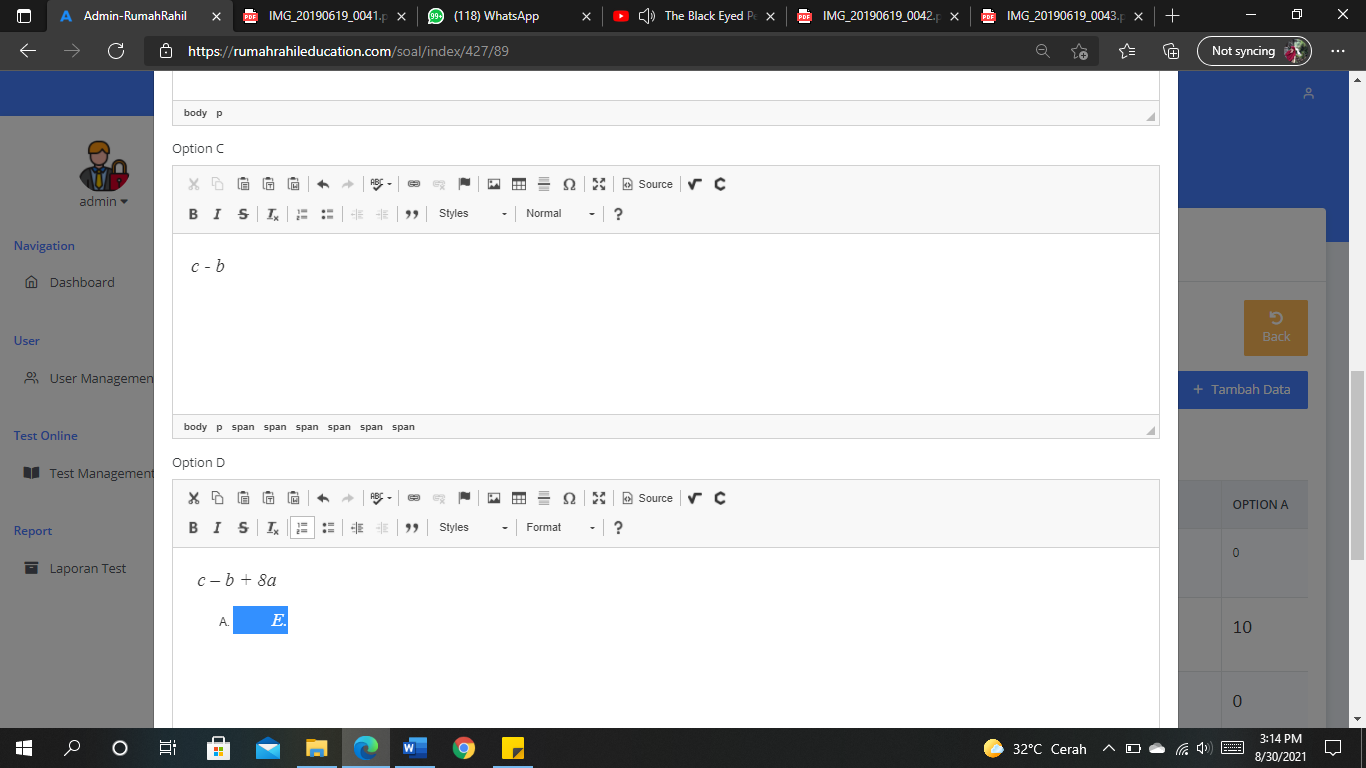 Admin-RumahRahil
IMG_20190619_0041.p
(118) WhatsApp
The Black Eyed Pe
IMG_20190619_0042.p
IMG_20190619_0043.p
https://rumahrahileducation.com/soal/index/427/89
Not syncing
admin
Navigation
Dashboard
User
User Managemen
Test Online
Test Management
Report
Laporan Test
body p
Option C
Source
Styles
Normal
c - b
body p span span span span span span
Option D
Source
Styles
Format
c – b + 8a
A. E.
Back
+ Tambah Data
OPTION A
0
10
0
32°C Cerah
3:14 PM
8/30/2021